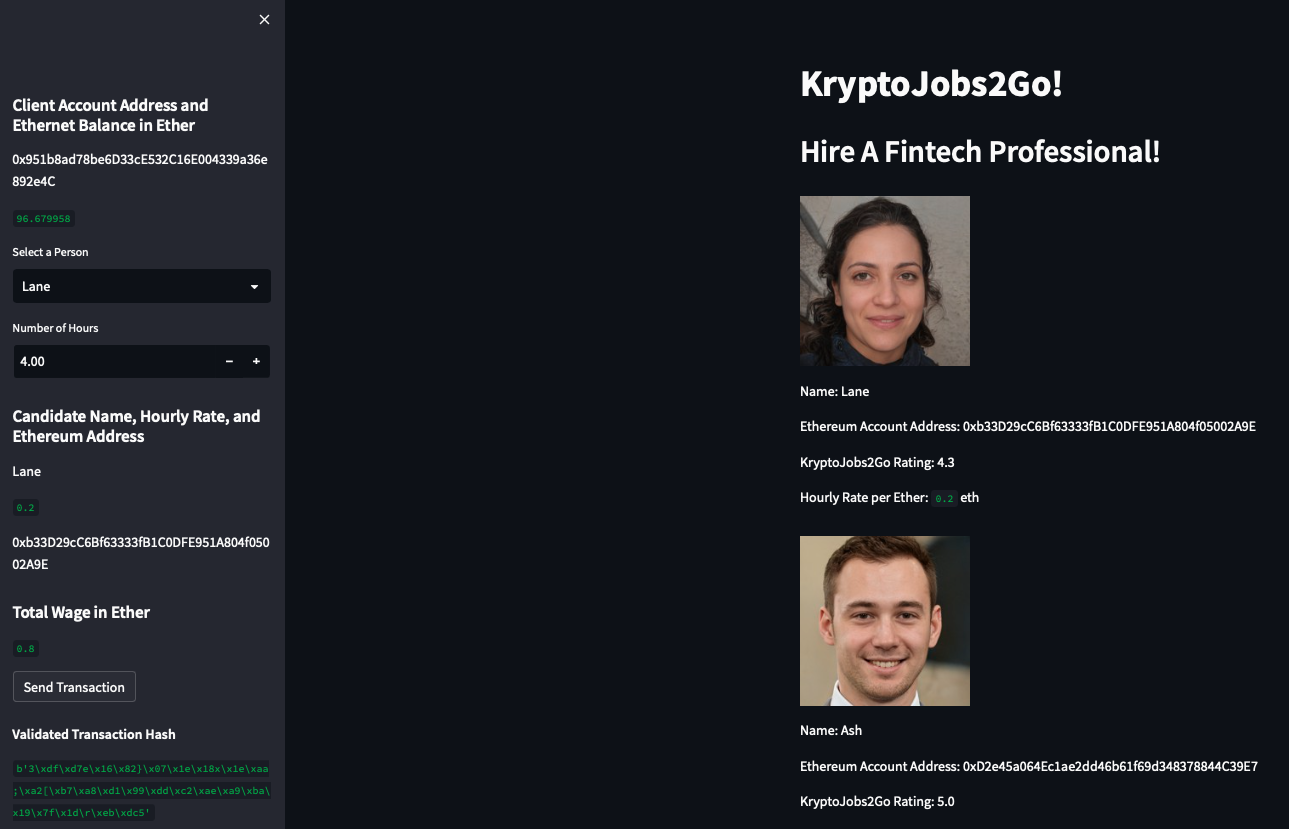 Client Account Address and
Ethernet Balance in Ether
0x951b8ad78be6D33cE532C16E004339a36e
892e4C
96.679958
Select a Person
Lane
Number of Hours
4.00
Candidate Name, Hourly Rate, and
Ethereum Address
Lane
0.2
0xb33D29cC6Bf63333fB1C0DFE951A804f050
02A9E
Total Wage in Ether
0.8
Send Transaction
Validated Transaction Hash
b'3\xdf\xd7e\x16\x82}\x07\x1e\x18x\x1e\xaa
;\xa2[\xb7\xa8\xd1\x99\xdd\xc2\xae\xa9\xba\
x19\x7f\x1d\r\xeb\xdc5'
KryptoJobs2Go!
Hire A Fintech Professional!
Name: Lane
Ethereum Account Address: 0xb33D29cC6Bf63333fB1C0DFE951A804f05002A9E
KryptoJobs2Go Rating: 4.3
Hourly Rate per Ether: 0.2 eth
Name: Ash
Ethereum Account Address: 0xD2e45a064Ec1ae2dd46b61f69d348378844C39E7
KryptoJobs2Go Rating: 5.0